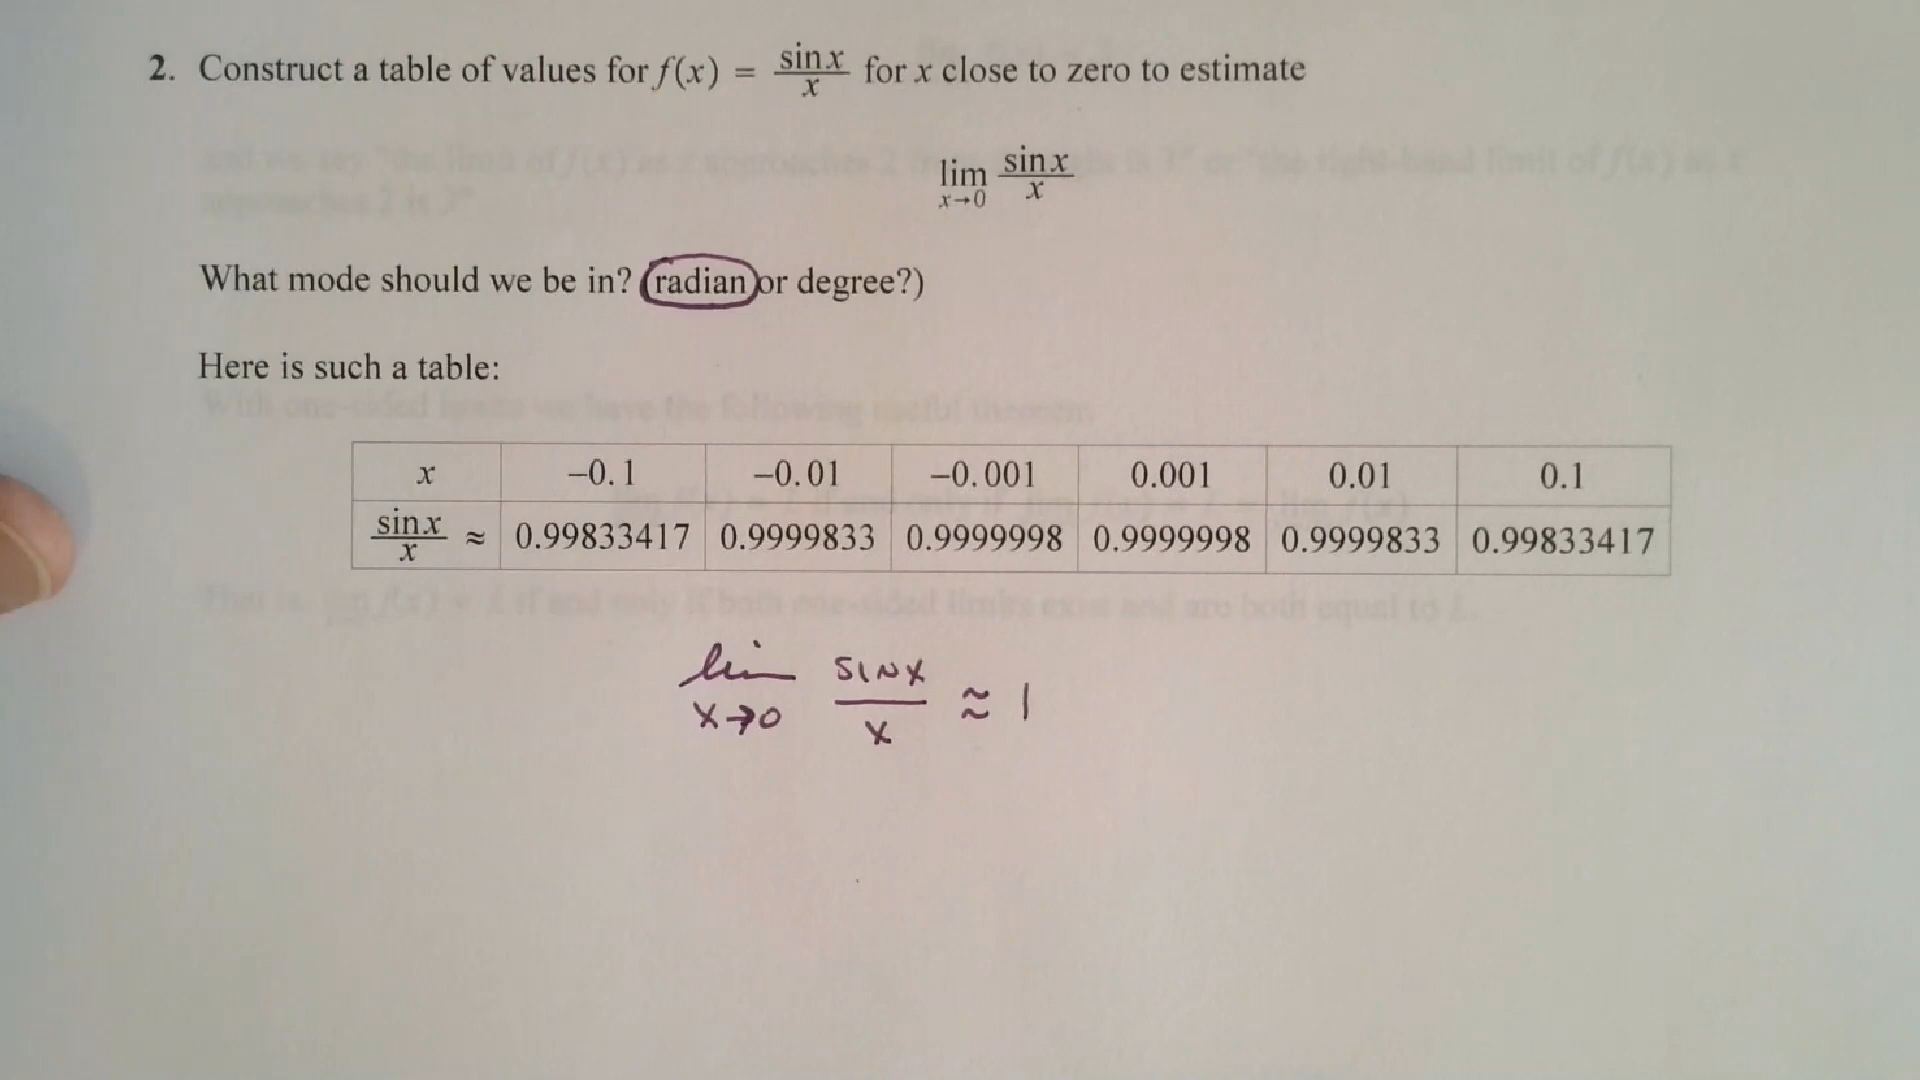 2. Construct a table of values for f(x) = sin x / x for x close to zero to estimate
lim x→0 sin x / x
What mode should we be in? (radian or degree?)
Here is such a table:
x −0.1 −0.01 −0.001 0.001 0.01 0.1
sin x / x ≈ 0.99833417 0.9999833 0.9999998 0.9999998 0.9999833 0.99833417
lim x→0 SIN X / X ≈ 1